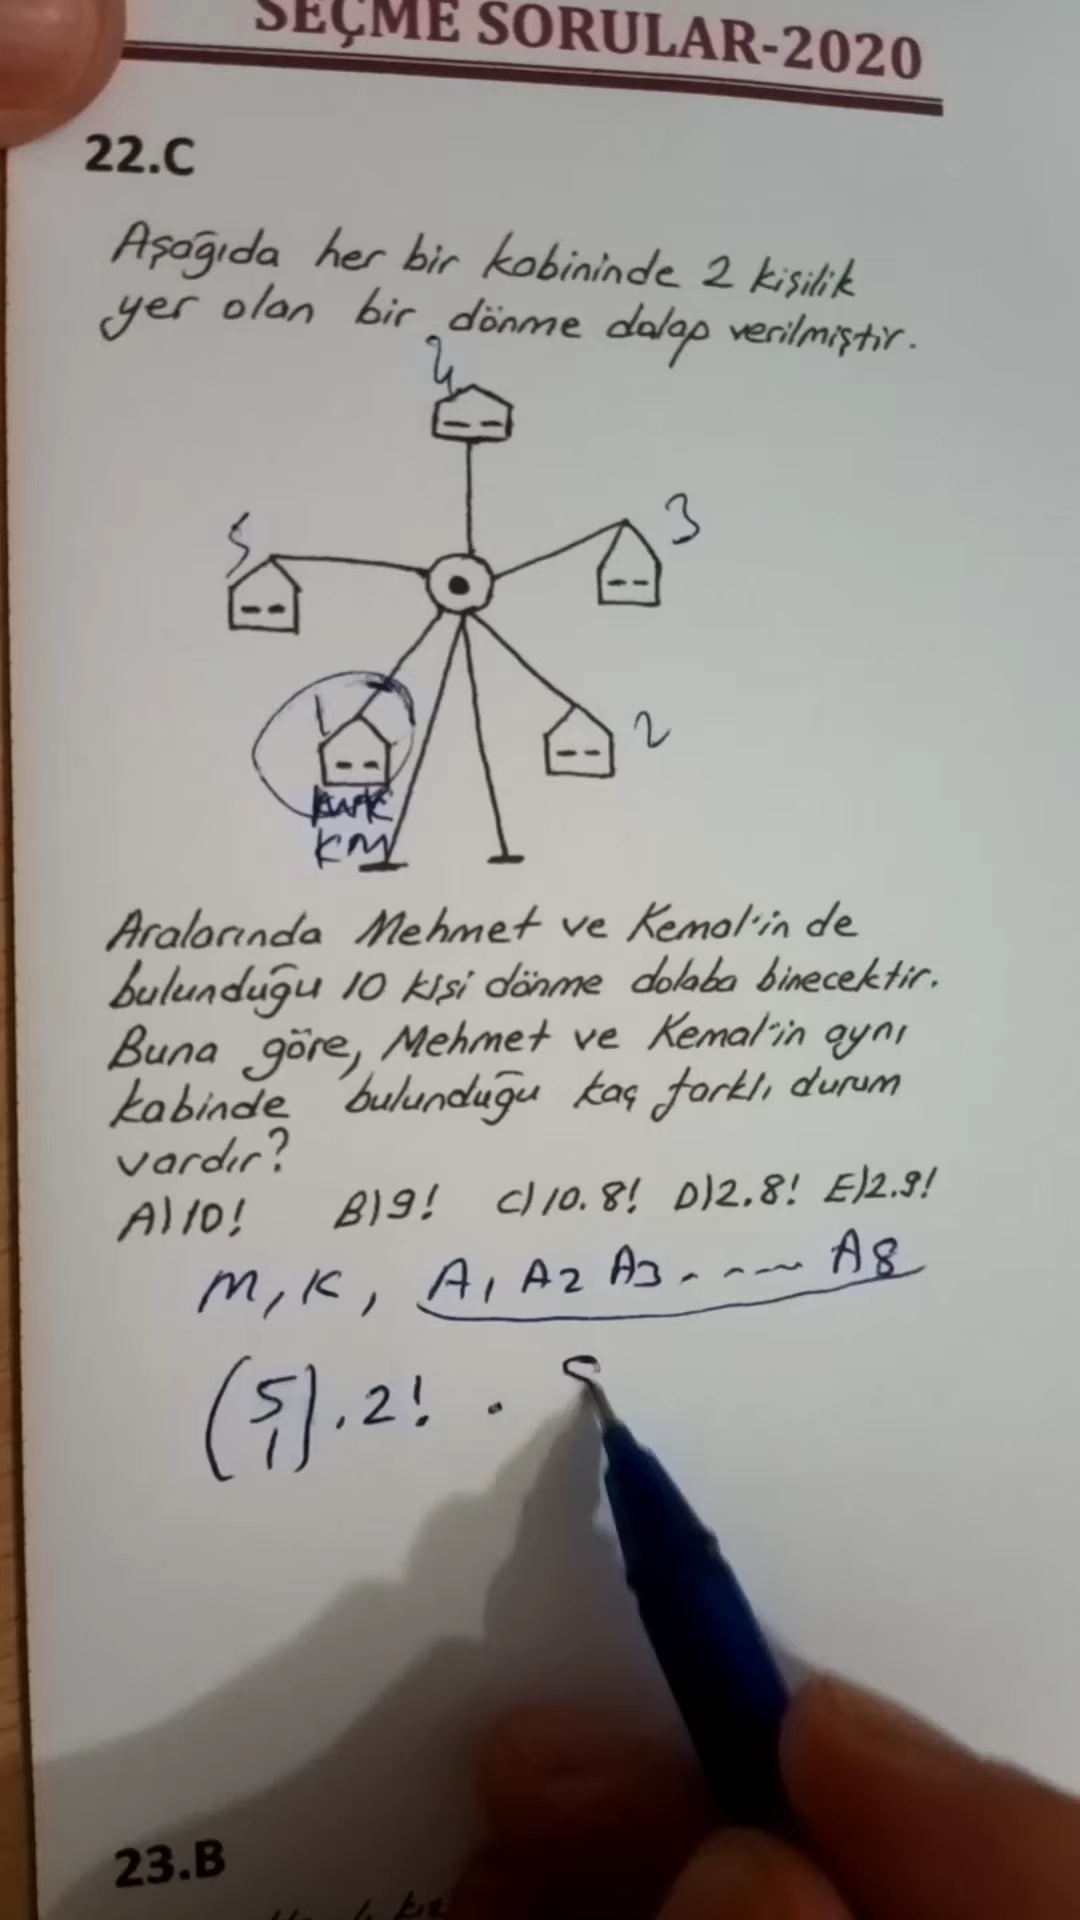 SEÇME SORULAR-2020
22.C
Aşağıda her bir kabininde 2 kişilik
yer olan bir dönme dolap verilmiştir.
4
5
3
1
2
KM
Aralarında Mehmet ve Kemal'in de
bulunduğu 10 kişi dönme dolaba binecektir.
Buna göre, Mehmet ve Kemal'in aynı
kabinde bulunduğu kaç farklı durum
vardır?
A)10! B)9! C)10.8! D)2.8! E)2.9!
M, K, A1 A2 A3 ..... A8
(5 1) . 2! .
23.B